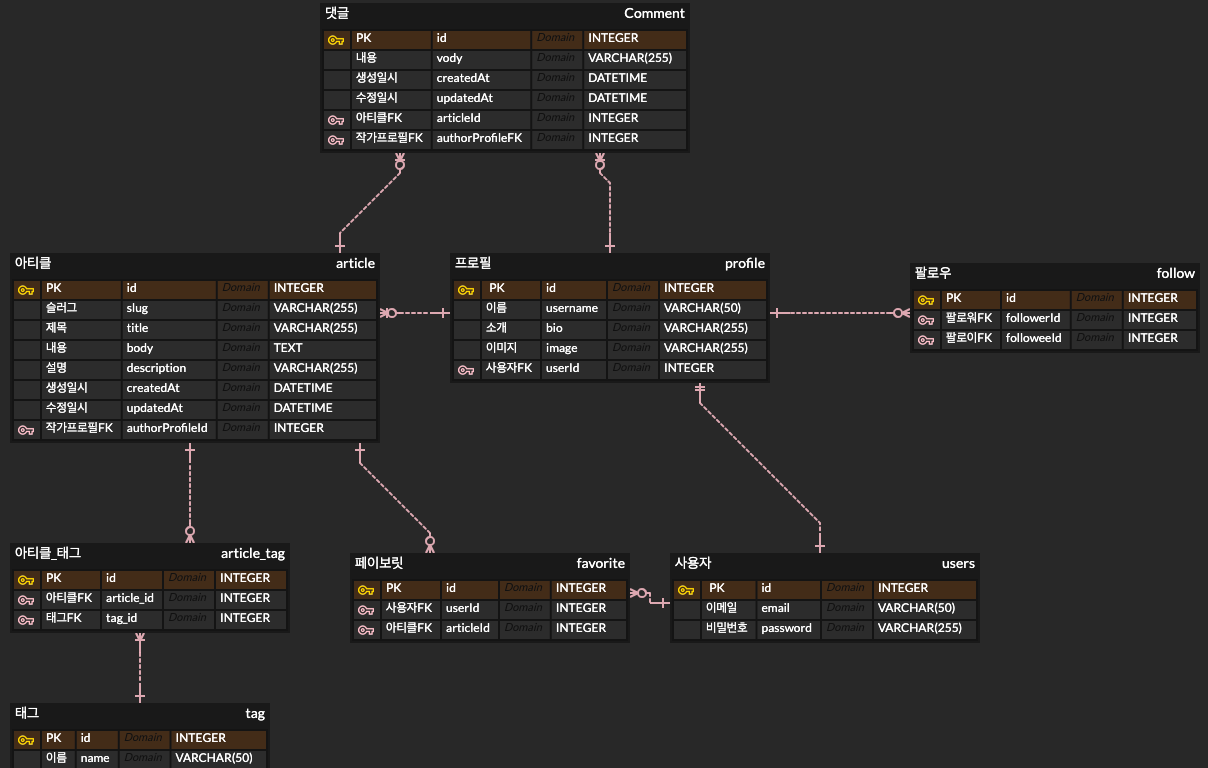 댓글 Comment
PK id Domain INTEGER
내용 vody Domain VARCHAR(255)
생성일시 createdAt Domain DATETIME
수정일시 updatedAt Domain DATETIME
아티클FK articleId Domain INTEGER
작가프로필FK authorProfileFK Domain INTEGER
아티클 article
PK id Domain INTEGER
슬러그 slug Domain VARCHAR(255)
제목 title Domain VARCHAR(255)
내용 body Domain TEXT
설명 description Domain VARCHAR(255)
생성일시 createdAt Domain DATETIME
수정일시 updatedAt Domain DATETIME
작가프로필FK authorProfileId Domain INTEGER
프로필 profile
PK id Domain INTEGER
이름 username Domain VARCHAR(50)
소개 bio Domain VARCHAR(255)
이미지 image Domain VARCHAR(255)
사용자FK userId Domain INTEGER
팔로우 follow
PK id Domain INTEGER
팔로워FK followerId Domain INTEGER
팔로이FK followeeId Domain INTEGER
아티클_태그 article_tag
PK id Domain INTEGER
아티클FK article_id Domain INTEGER
태그FK tag_id Domain INTEGER
페이보릿 favorite
PK id Domain INTEGER
사용자FK userId Domain INTEGER
아티클FK articleId Domain INTEGER
사용자 users
PK id Domain INTEGER
이메일 email Domain VARCHAR(50)
비밀번호 password Domain VARCHAR(255)
태그 tag
PK id Domain INTEGER
이름 name Domain VARCHAR(50)